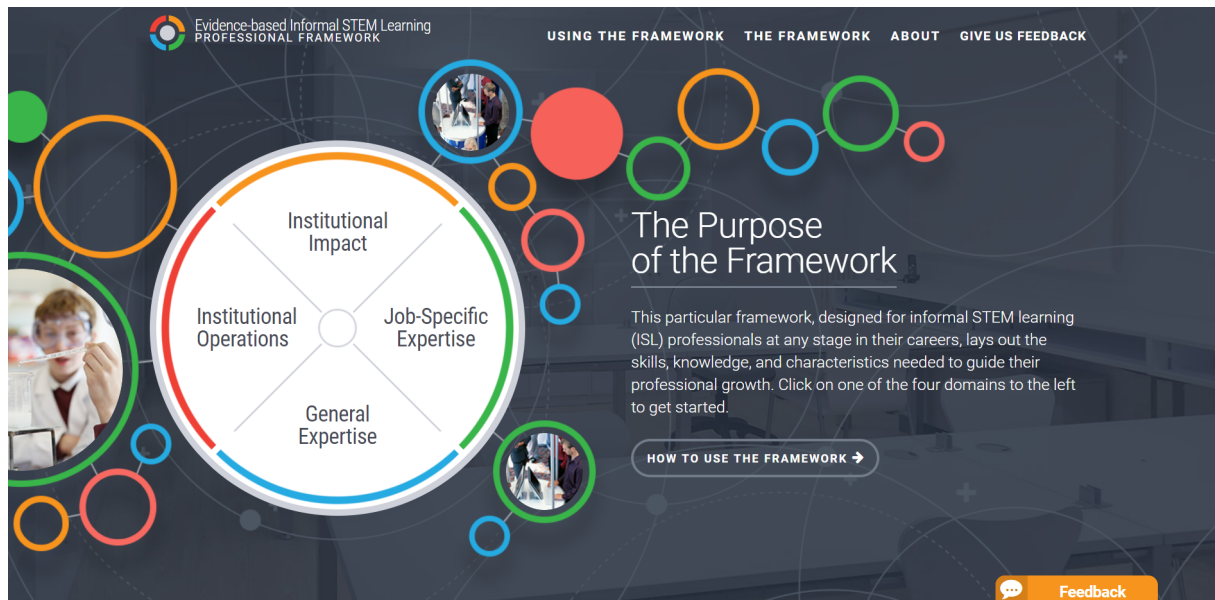 Evidence-based Informal STEM Learning
PROFESSIONAL FRAMEWORK
USING THE FRAMEWORK THE FRAMEWORK ABOUT GIVE US FEEDBACK
Institutional
Impact
Institutional
Operations
Job-Specific
Expertise
General
Expertise
The Purpose
of the Framework
This particular framework, designed for informal STEM learning
(ISL) professionals at any stage in their careers, lays out the
skills, knowledge, and characteristics needed to guide their
professional growth. Click on one of the four domains to the left
to get started.
HOW TO USE THE FRAMEWORK →
Feedback